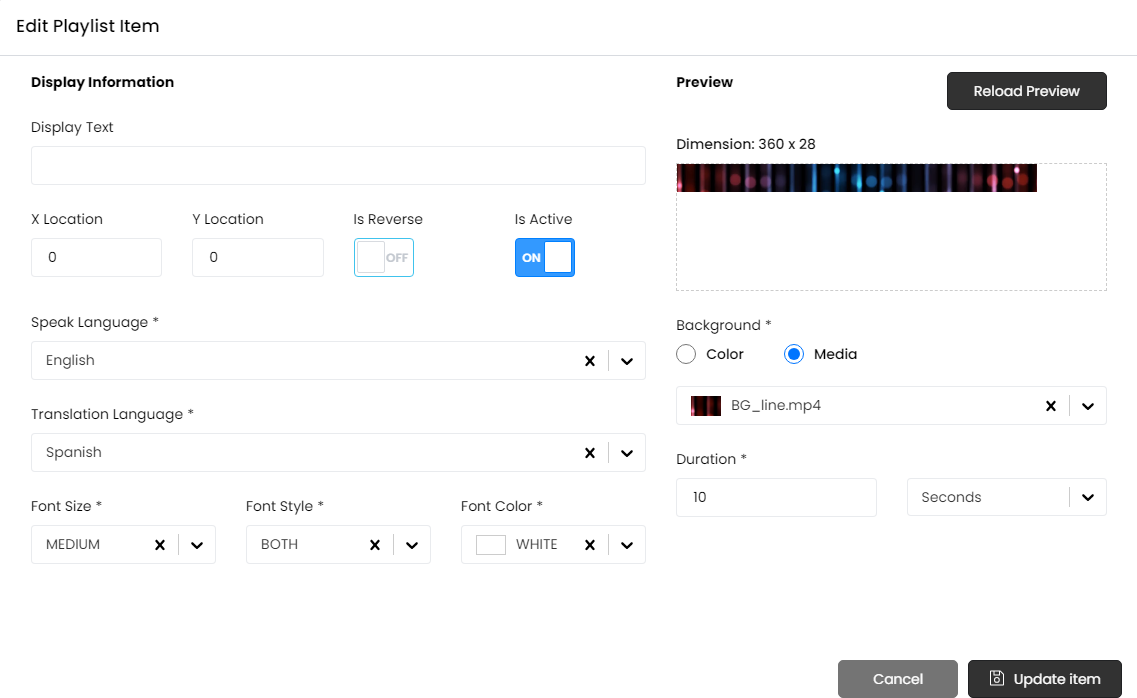 Edit Playlist Item
Display Information
Display Text
X Location Y Location Is Reverse Is Active
0 0 OFF ON
Speak Language *
English
Translation Language *
Spanish
Font Size * Font Style * Font Color *
MEDIUM BOTH WHITE
Preview
Reload Preview
Dimension: 360 x 28
Background *
Color Media
BG_line.mp4
Duration *
10 Seconds
Cancel Update item